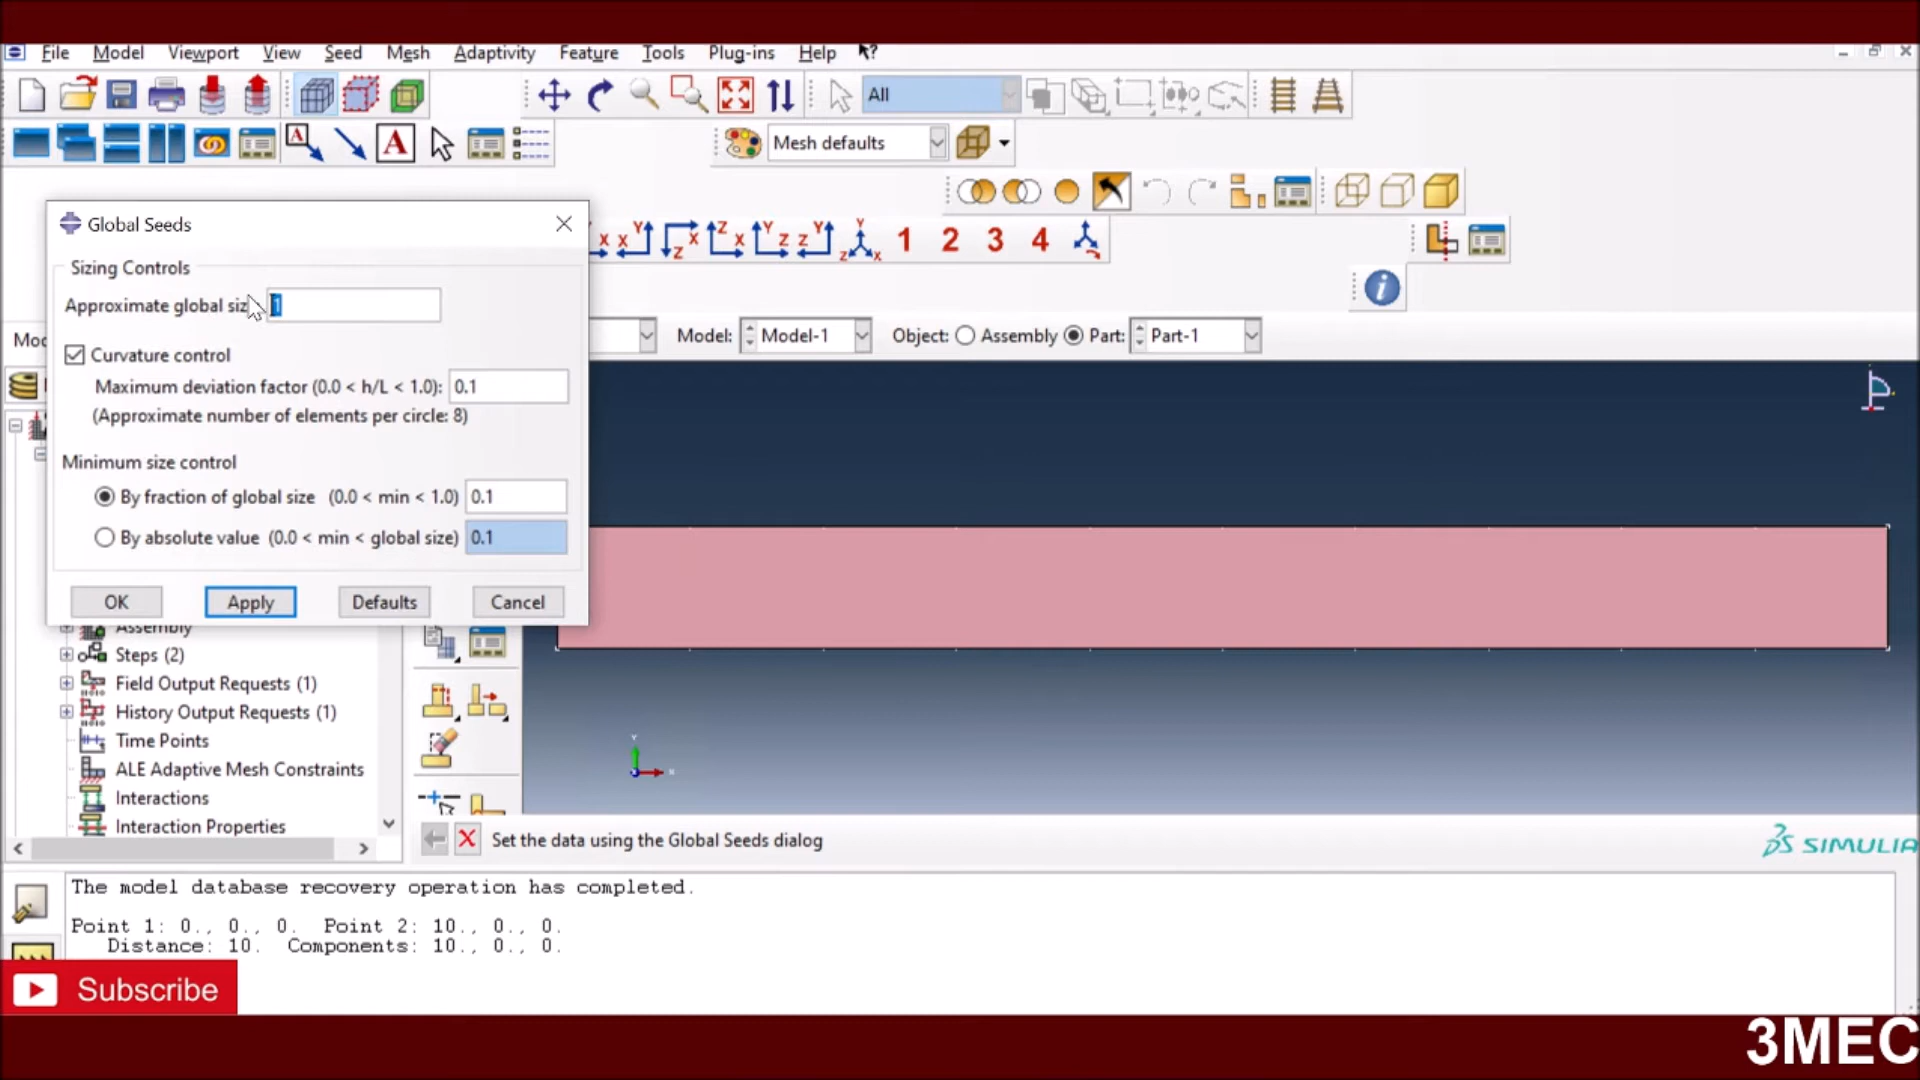 File Model Viewport View Seed Mesh Adaptivity Feature Tools Plug-ins Help
All
A A Mesh defaults
Global Seeds
Sizing Controls
Approximate global siz 1
Curvature control
Maximum deviation factor (0.0 < h/L < 1.0): 0.1
(Approximate number of elements per circle: 8)
Minimum size control
By fraction of global size (0.0 < min < 1.0) 0.1
By absolute value (0.0 < min < global size) 0.1
OK Apply Defaults Cancel
1 2 3 4
Model: Model-1 Object: Assembly Part: Part-1
Assembly
Steps (2)
Field Output Requests (1)
History Output Requests (1)
Time Points
ALE Adaptive Mesh Constraints
Interactions
Interaction Properties
Y
X
Set the data using the Global Seeds dialog
SIMULIA
The model database recovery operation has completed.
Point 1: 0., 0., 0. Point 2: 10., 0., 0.
Distance: 10. Components: 10., 0., 0.
Subscribe
3MEC